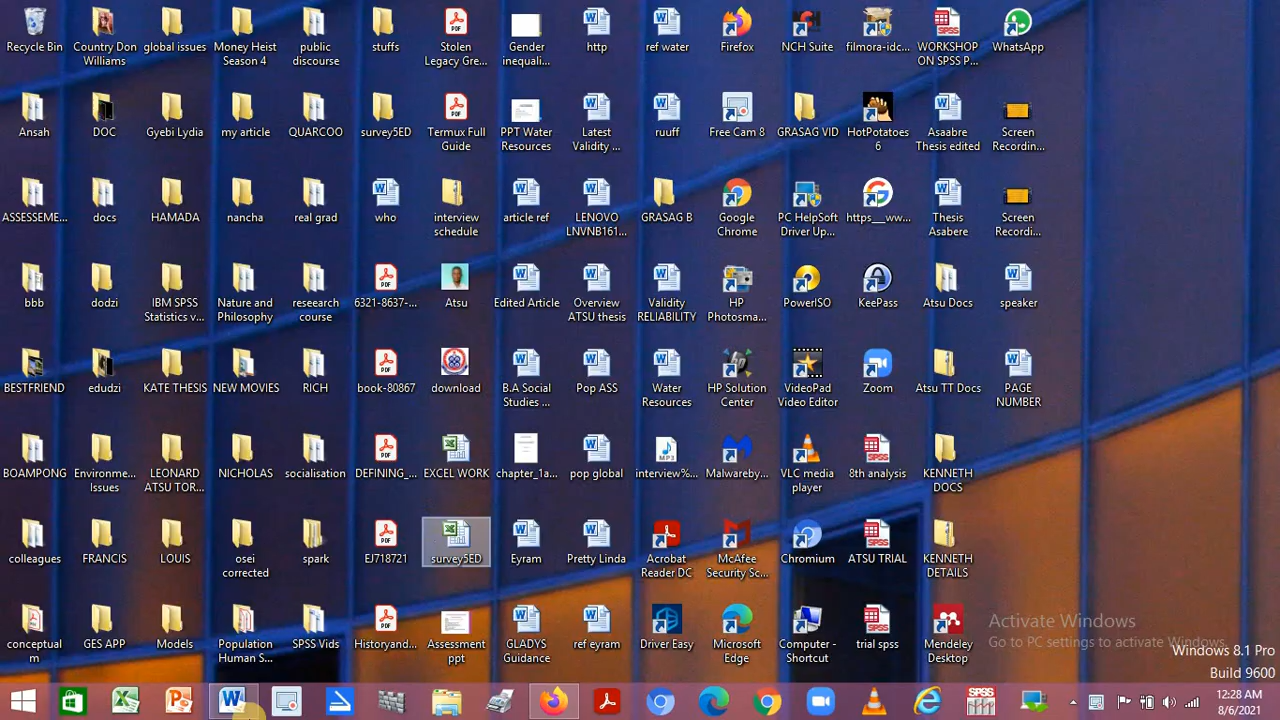 Recycle Bin
Country Don
Williams
global issues
Money Heist
Season 4
public
discourse
stuffs
Stolen
Legacy Gre...
Gender
inequali...
http
ref water
Firefox
NCH Suite
filmora-idc...
WORKSHOP
ON SPSS P...
WhatsApp
Ansah
DOC
Gyebi Lydia
my article
QUARCOO
survey5ED
Termux Full
Guide
PPT Water
Resources
Latest
Validity ...
ruuff
Free Cam 8
GRASAG VID
HotPotatoes
6
Asaabre
Thesis edited
Screen
Recordin...
ASSESSEME...
docs
HAMADA
nancha
real grad
who
interview
schedule
article ref
LENOVO
LNVNB161...
GRASAG B
Google
Chrome
PC HelpSoft
Driver Up...
https__ww...
Thesis
Asabere
Screen
Recordin...
bbb
dodzi
IBM SPSS
Statistics v...
Nature and
Philosophy
reseearch
course
6321-8637-...
Atsu
Edited Article
Overview
ATSU thesis
Validity
RELIABILITY
HP
Photosma...
PowerISO
KeePass
Atsu Docs
speaker
BESTFRIEND
edudzi
KATE THESIS
NEW MOVIES
RICH
book-80867
download
B.A Social
Studies ...
Pop ASS
Water
Resources
HP Solution
Center
VideoPad
Video Editor
Zoom
Atsu TT Docs
PAGE
NUMBER
BOAMPONG
Environme...
Issues
LEONARD
ATSU TOR...
NICHOLAS
socialisation
DEFINING_...
EXCEL WORK
chapter_1a...
pop global
interview%...
Malwareby...
VLC media
player
8th analysis
KENNETH
DOCS
colleagues
FRANCIS
LOUIS
osei
corrected
spark
EJ718721
survey5ED
Eyram
Pretty Linda
Acrobat
Reader DC
McAfee
Security Sc...
Chromium
ATSU TRIAL
KENNETH
DETAILS
conceptual
m
GES APP
Models
Population
Human S...
SPSS Vids
Historyand...
Assessment
ppt
GLADYS
Guidance
ref eyram
Driver Easy
Microsoft
Edge
Computer -
Shortcut
trial spss
Mendeley
Desktop
Activate Windows
Go to PC settings to activate Windows.
Windows 8.1 Pro
Build 9600
12:28 AM
8/6/2021